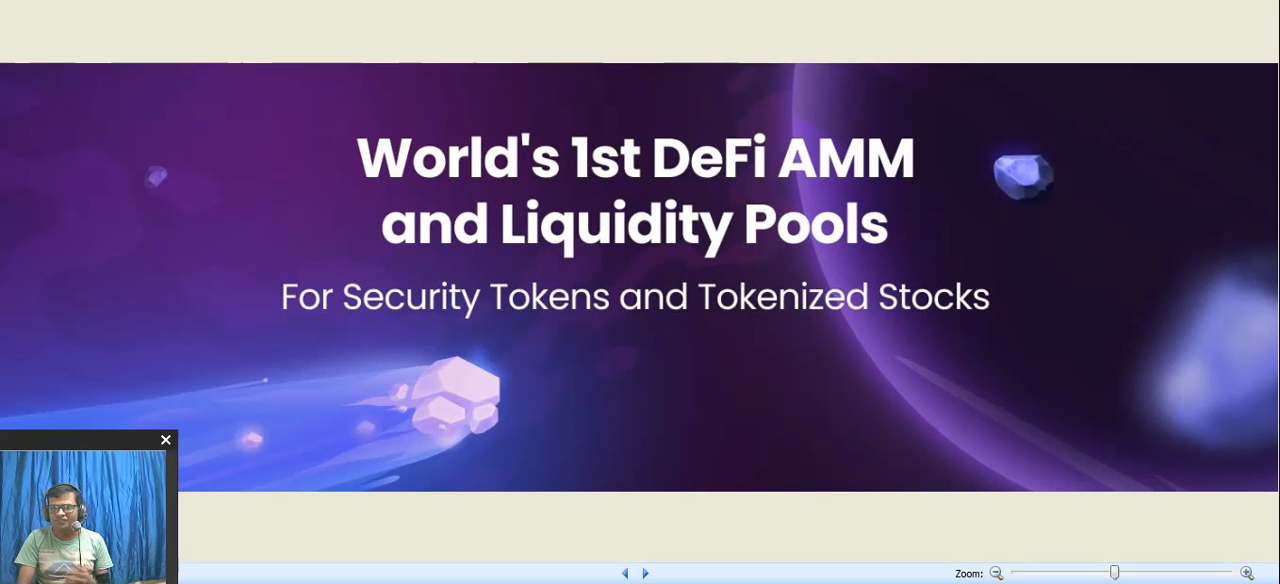 World's 1st DeFi AMM
and Liquidity Pools
For Security Tokens and Tokenized Stocks
Zoom: